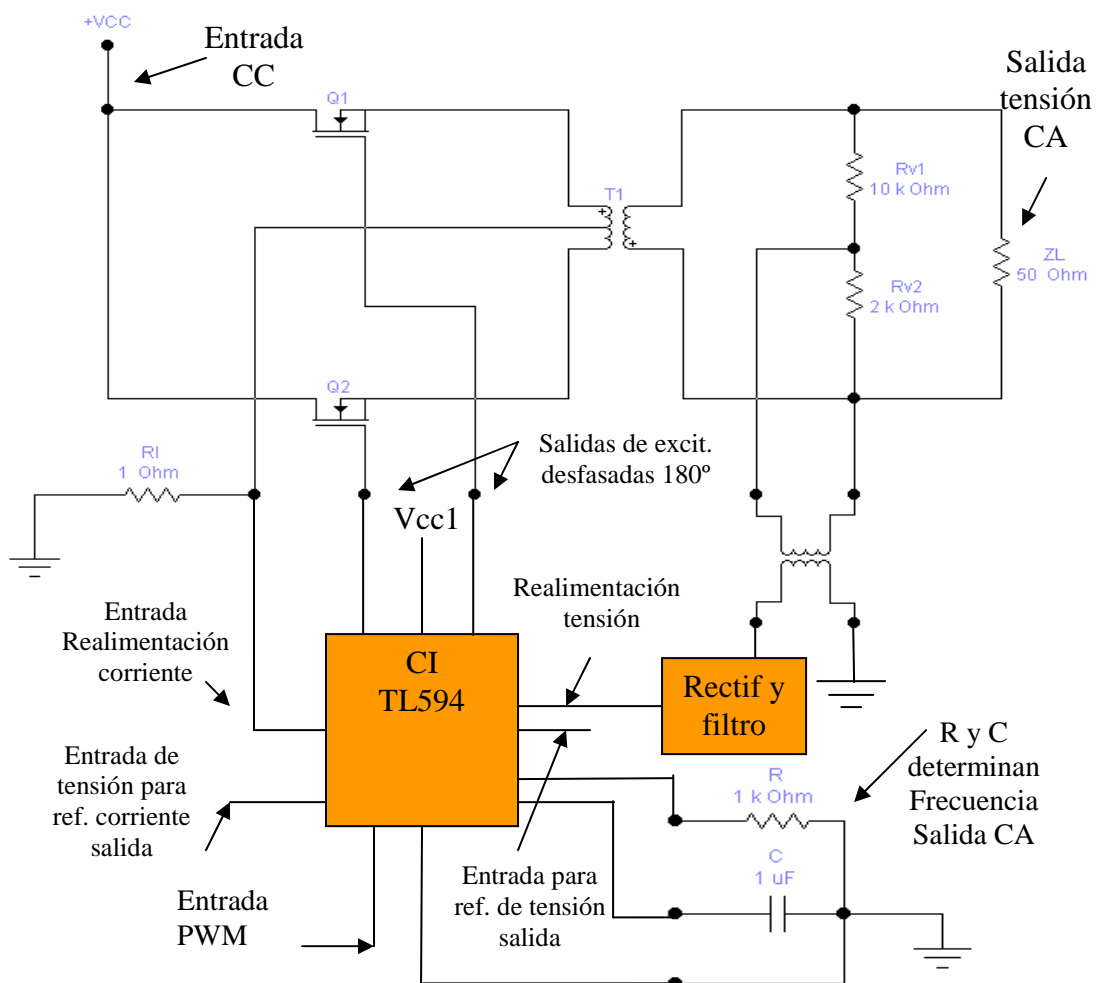 +VCC
Entrada
CC
Q1
Salida
tensión
CA
Rv1
10 k Ohm
T1
ZL
50 Ohm
Rv2
2 k Ohm
Q2
RI
1 Ohm
Salidas de excit.
desfasadas 180º
Vcc1
Realimentación
tensión
Entrada
Realimentación
corriente
CI
TL594
Rectif y
filtro
Entrada de
tensión para
ref. corriente
salida
R y C
determinan
Frecuencia
Salida CA
R
1 k Ohm
C
1 uF
Entrada
PWM
Entrada para
ref. de tensión
salida